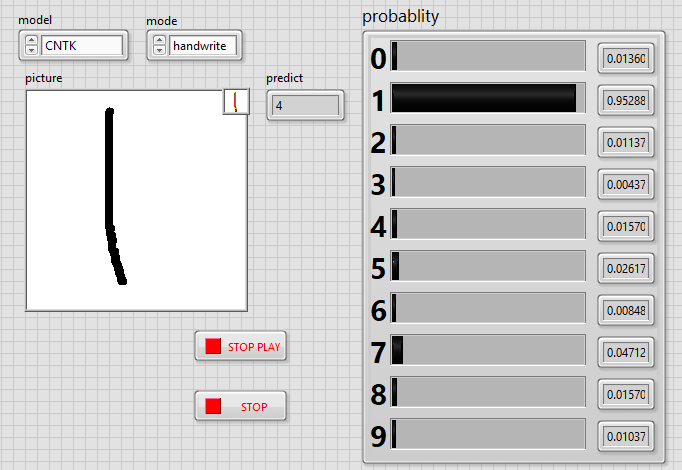 model
CNTK
mode
handwrite
picture
predict
4
STOP PLAY
STOP
probablity
0 0.01360
1 0.95288
2 0.01137
3 0.00437
4 0.01570
5 0.02617
6 0.00848
7 0.04712
8 0.01570
9 0.01037